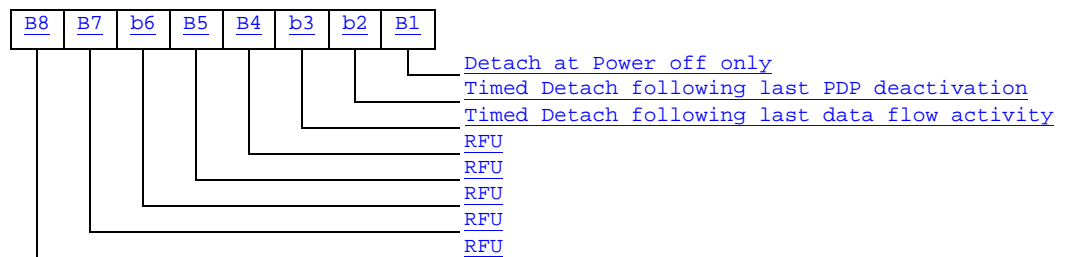 B8 B7 b6 B5 B4 b3 b2 B1
Detach at Power off only
Timed Detach following last PDP deactivation
Timed Detach following last data flow activity
RFU
RFU
RFU
RFU
RFU